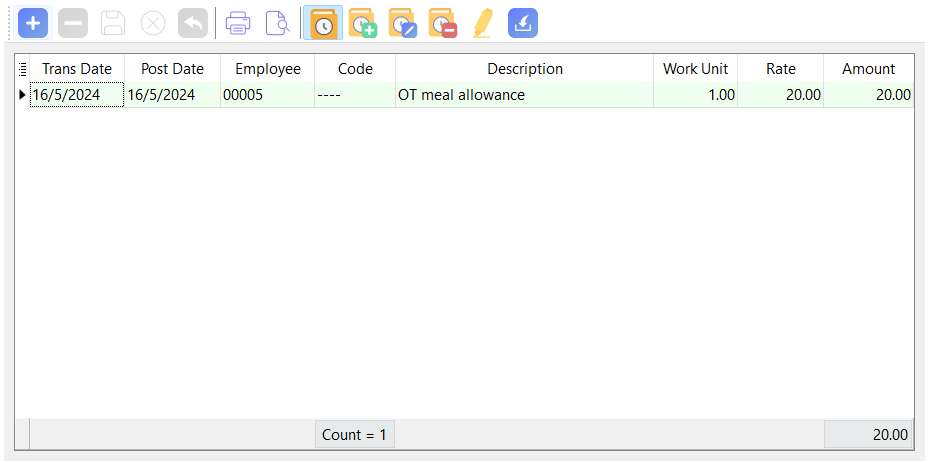 Trans Date Post Date Employee Code Description Work Unit Rate Amount
16/5/2024 16/5/2024 00005 ---- OT meal allowance 1.00 20.00 20.00
Count = 1 20.00